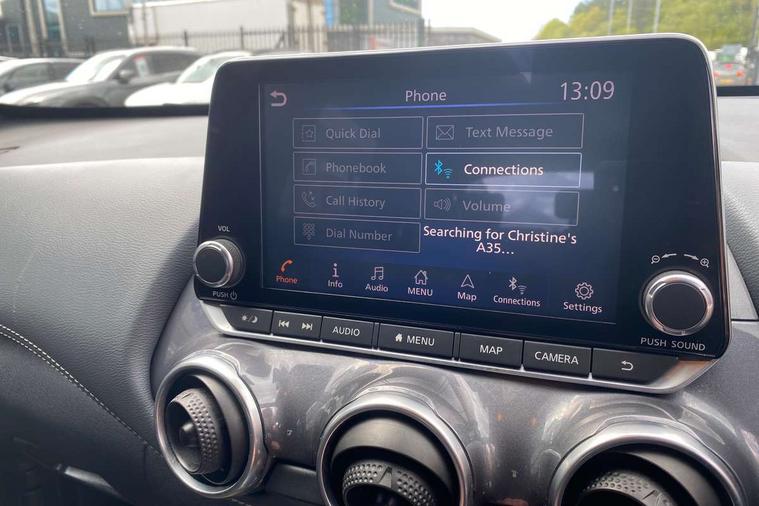 Phone 13:09
Quick Dial Text Message
Phonebook Connections
Call History Volume
Dial Number Searching for Christine's
A35...
Phone Info Audio MENU Map Connections Settings
VOL
PUSH
PUSH SOUND
AUDIO MENU MAP CAMERA